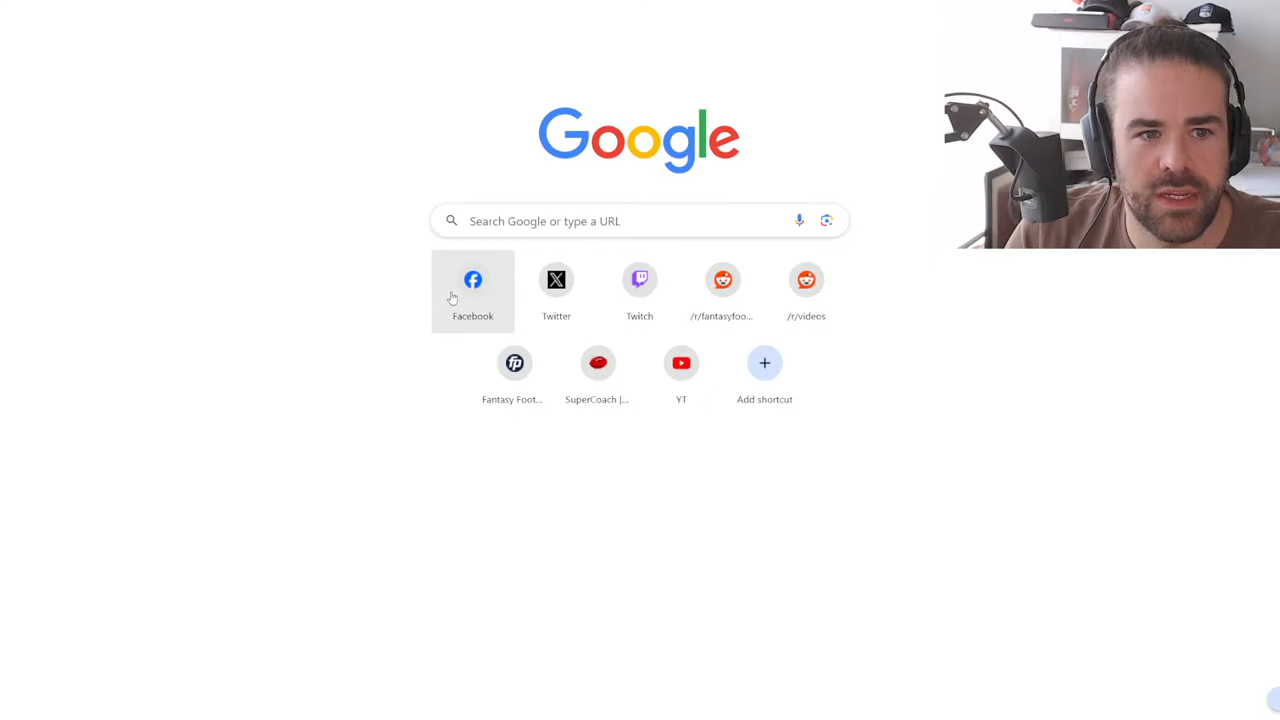 Google
Search Google or type a URL
Facebook
Twitter
Twitch
/r/fantasyfoo...
/r/videos
Fantasy Foot...
SuperCoach |...
YT
Add shortcut